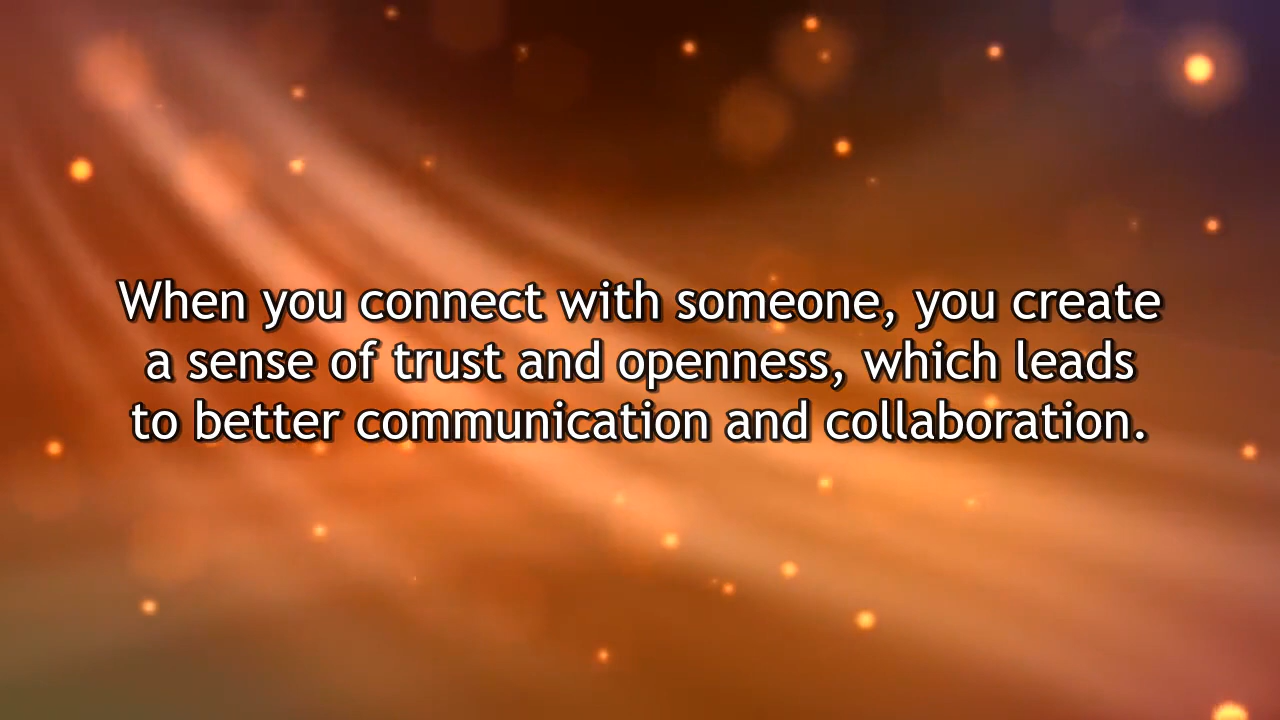 When you connect with someone, you create
a sense of trust and openness, which leads
to better communication and collaboration.